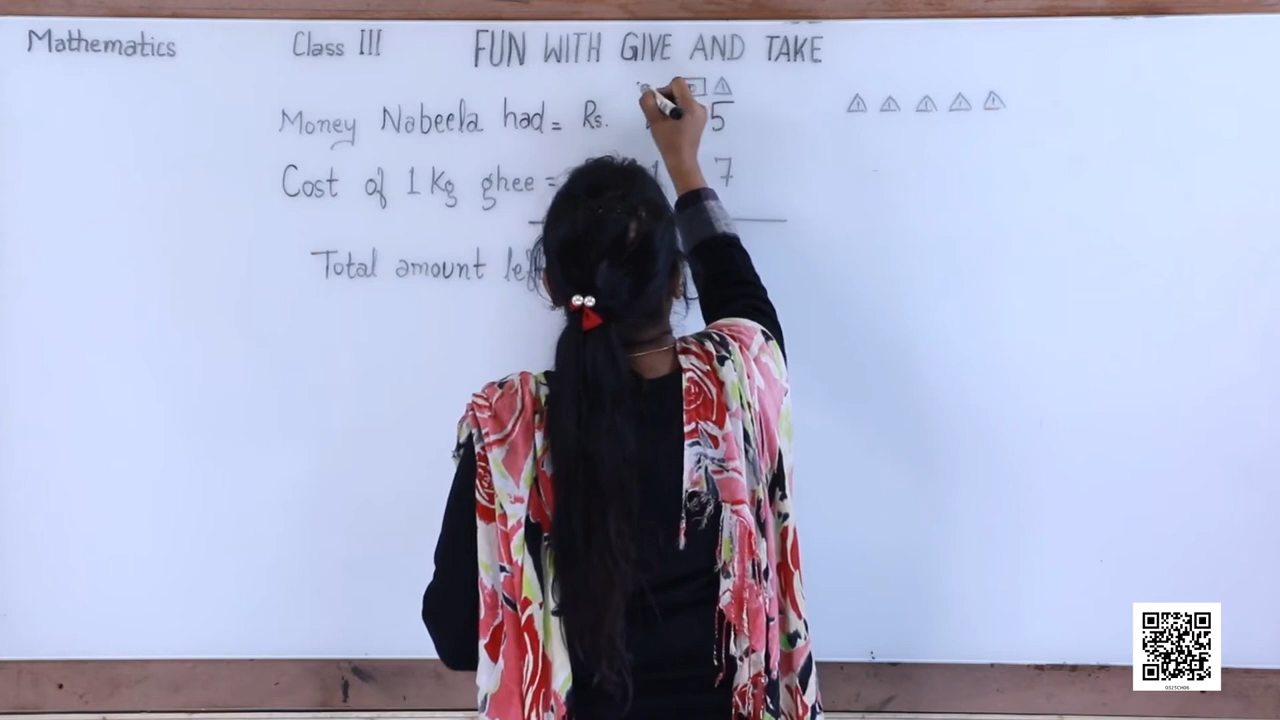 Mathematics Class III FUN WITH GIVE AND TAKE
Money Nabeela had = Rs. 5
Cost of 1 Kg ghee = 7
Total amount left
0325CH06